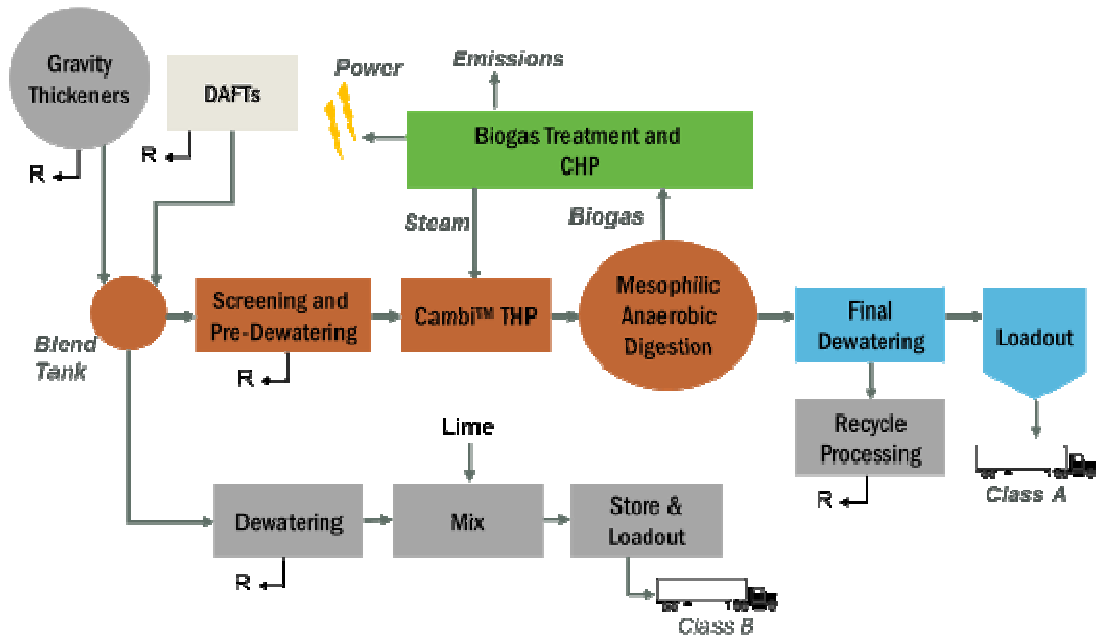 Gravity
Thickeners
DAFTs
Power
Emissions
Biogas Treatment and
CHP
R
R
Steam
Biogas
Blend
Tank
Screening and
Pre-Dewatering
Cambi™ THP
Mesophilic
Anaerobic
Digestion
Final
Dewatering
Loadout
R
Recycle
Processing
R
Class A
Lime
Dewatering
Mix
Store &
Loadout
R
Class B